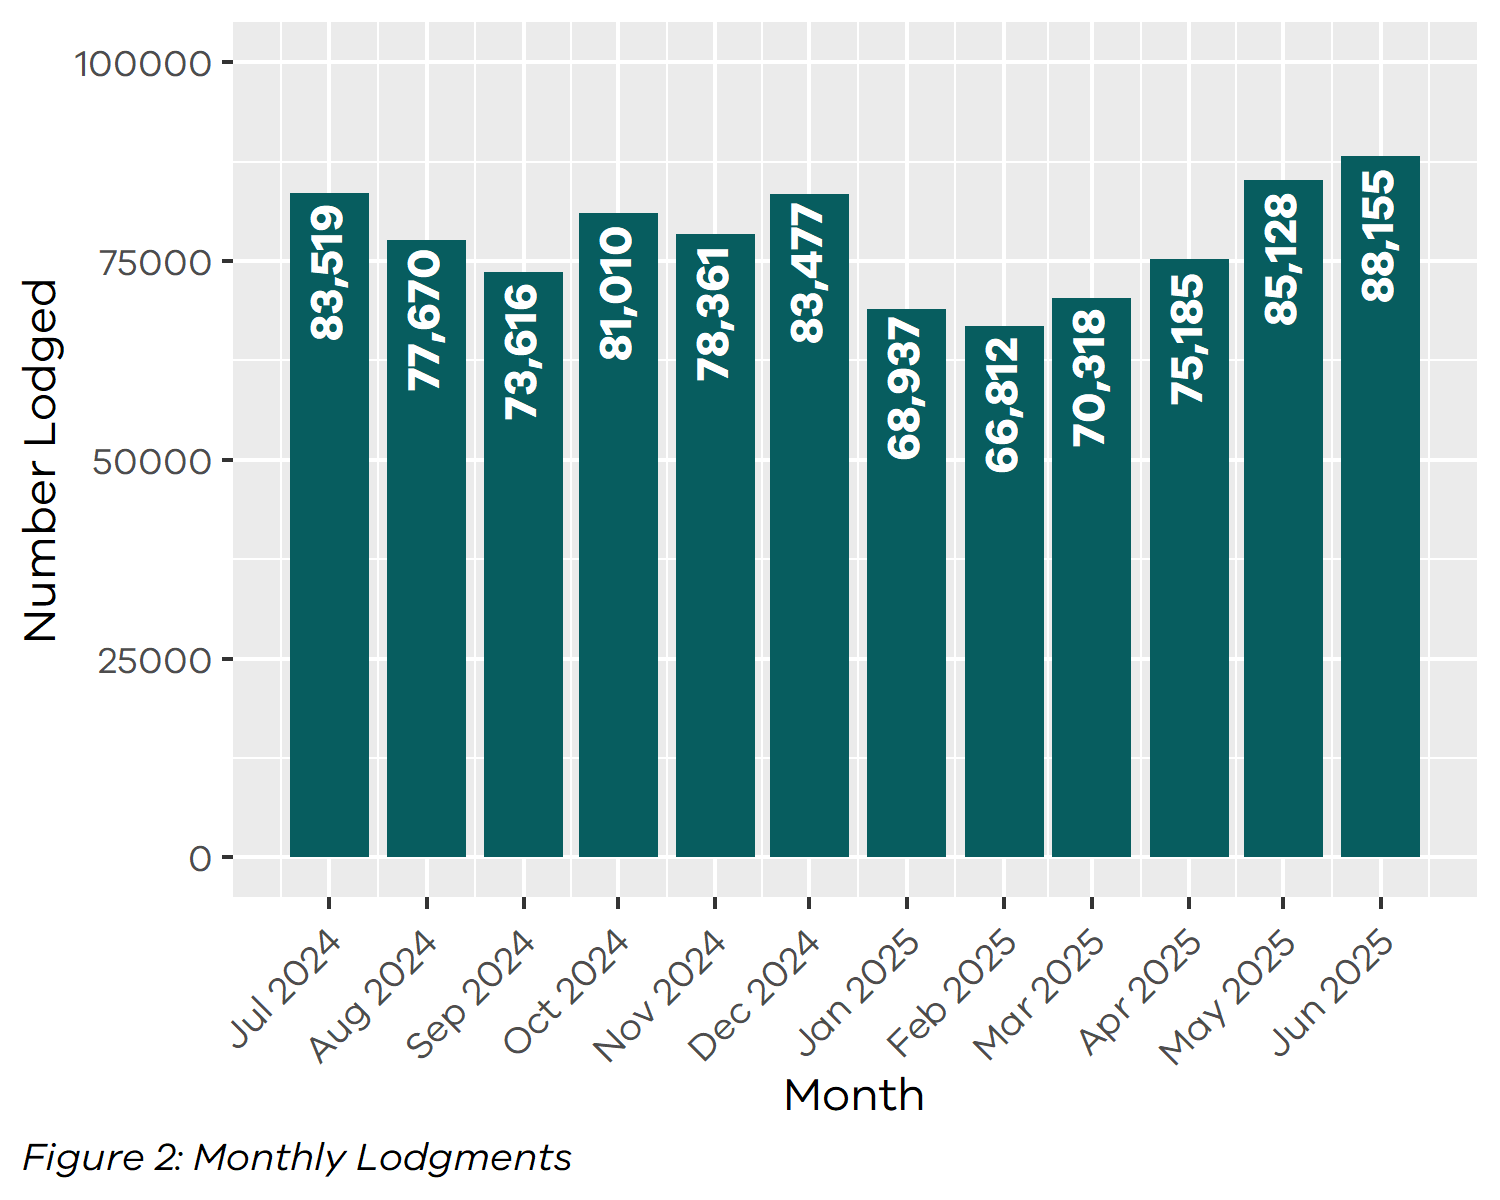 Number Lodged
100000
75000
50000
25000
0
83,519
77,670
73,616
81,010
78,361
83,477
68,937
66,812
70,318
75,185
85,128
88,155
Jul 2024
Aug 2024
Sep 2024
Oct 2024
Nov 2024
Dec 2024
Jan 2025
Feb 2025
Mar 2025
Apr 2025
May 2025
Jun 2025
Month
Figure 2: Monthly Lodgments